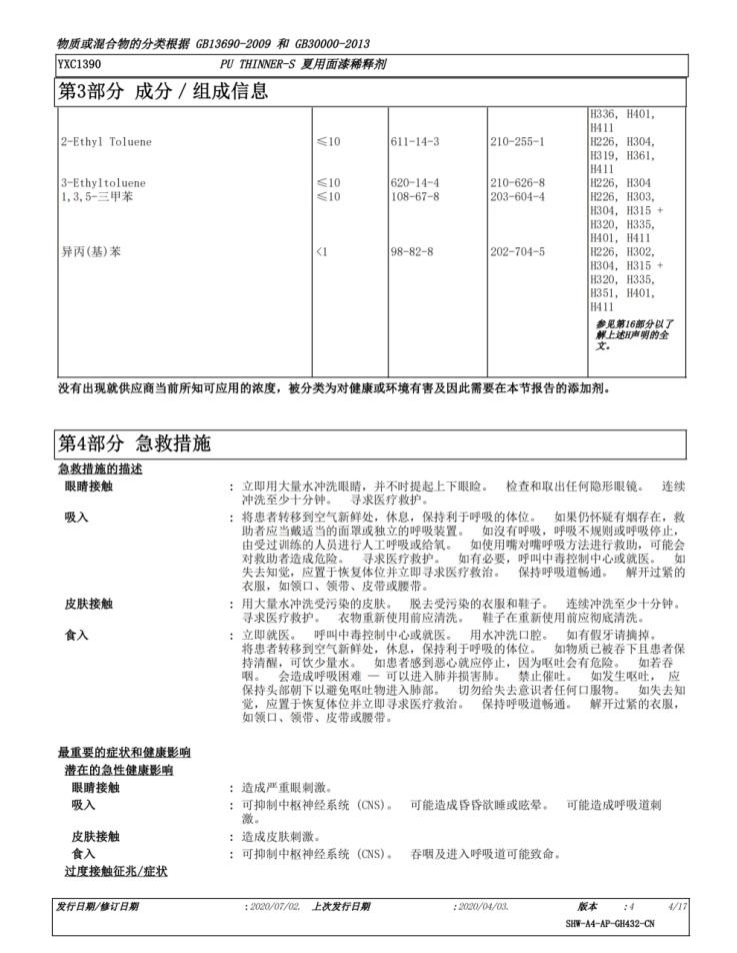 物质或混合物的分类根据 GB13690-2009 和 GB30000-2013
YXC1390 PU THINNER-S 夏用面漆稀释剂
第3部分 成分 / 组成信息
H336, H401,
H411
2-Ethyl Toluene ≤10 611-14-3 210-255-1 H226, H304,
H319, H361,
H411
3-Ethyltoluene ≤10 620-14-4 210-626-8 H226, H304
1,3,5-三甲苯 ≤10 108-67-8 203-604-4 H226, H303,
H304, H315 +
H320, H335,
H401, H411
异丙(基)苯 <1 98-82-8 202-704-5 H226, H302,
H304, H315 +
H320, H335,
H351, H401,
H411
参见第16部分以了
解上述H声明的全
文。
没有出现就供应商当前所知可应用的浓度，被分类为对健康或环境有害及因此需要在本节报告的添加剂。
第4部分 急救措施
急救措施的描述
眼睛接触 : 立即用大量水冲洗眼睛，并不时提起上下眼睑。 检查和取出任何隐形眼镜。 连续
冲洗至少十分钟。 寻求医疗救护。
吸入 : 将患者转移到空气新鲜处，休息，保持利于呼吸的体位。 如果仍怀疑有烟存在，救
助者应当戴适当的面罩或独立的呼吸装置。 如沒有呼吸，呼吸不规则或呼吸停止，
由受过训练的人员进行人工呼吸或给氧。 如使用嘴对嘴呼吸方法进行救助，可能会
对救助者造成危险。 寻求医疗救护。 如有必要，呼叫中毒控制中心或就医。 如
失去知觉，应置于恢复体位并立即寻求医疗救治。 保持呼吸道畅通。 解开过紧的
衣服，如领口、领带、皮带或腰带。
皮肤接触 : 用大量水冲洗受污染的皮肤。 脱去受污染的衣服和鞋子。 连续冲洗至少十分钟。
寻求医疗救护。 衣物重新使用前应清洗。 鞋子在重新使用前应彻底清洗。
食入 : 立即就医。 呼叫中毒控制中心或就医。 用水冲洗口腔。 如有假牙请摘掉。
将患者转移到空气新鲜处，休息，保持利于呼吸的体位。 如物质已被吞下且患者保
持清醒，可饮少量水。 如患者感到恶心就应停止，因为呕吐会有危险。 如若吞
咽。 会造成呼吸困难 — 可以进入肺并损害肺。 禁止催吐。 如发生呕吐， 应
保持头部朝下以避免呕吐物进入肺部。 切勿给失去意识者任何口服物。 如失去知
觉，应置于恢复体位并立即寻求医疗救治。 保持呼吸道畅通。 解开过紧的衣服，
如领口、领带、皮带或腰带。
最重要的症状和健康影响
潜在的急性健康影响
眼睛接触 : 造成严重眼刺激。
吸入 : 可抑制中枢神经系统 (CNS)。 可能造成昏昏欲睡或眩晕。 可能造成呼吸道刺
激。
皮肤接触 : 造成皮肤刺激。
食入 : 可抑制中枢神经系统 (CNS)。 吞咽及进入呼吸道可能致命。
过度接触征兆/症状
发行日期/修订日期 : 2020/07/02. 上次发行日期 : 2020/04/03. 版本 : 4 4/17
SHW-A4-AP-GH432-CN